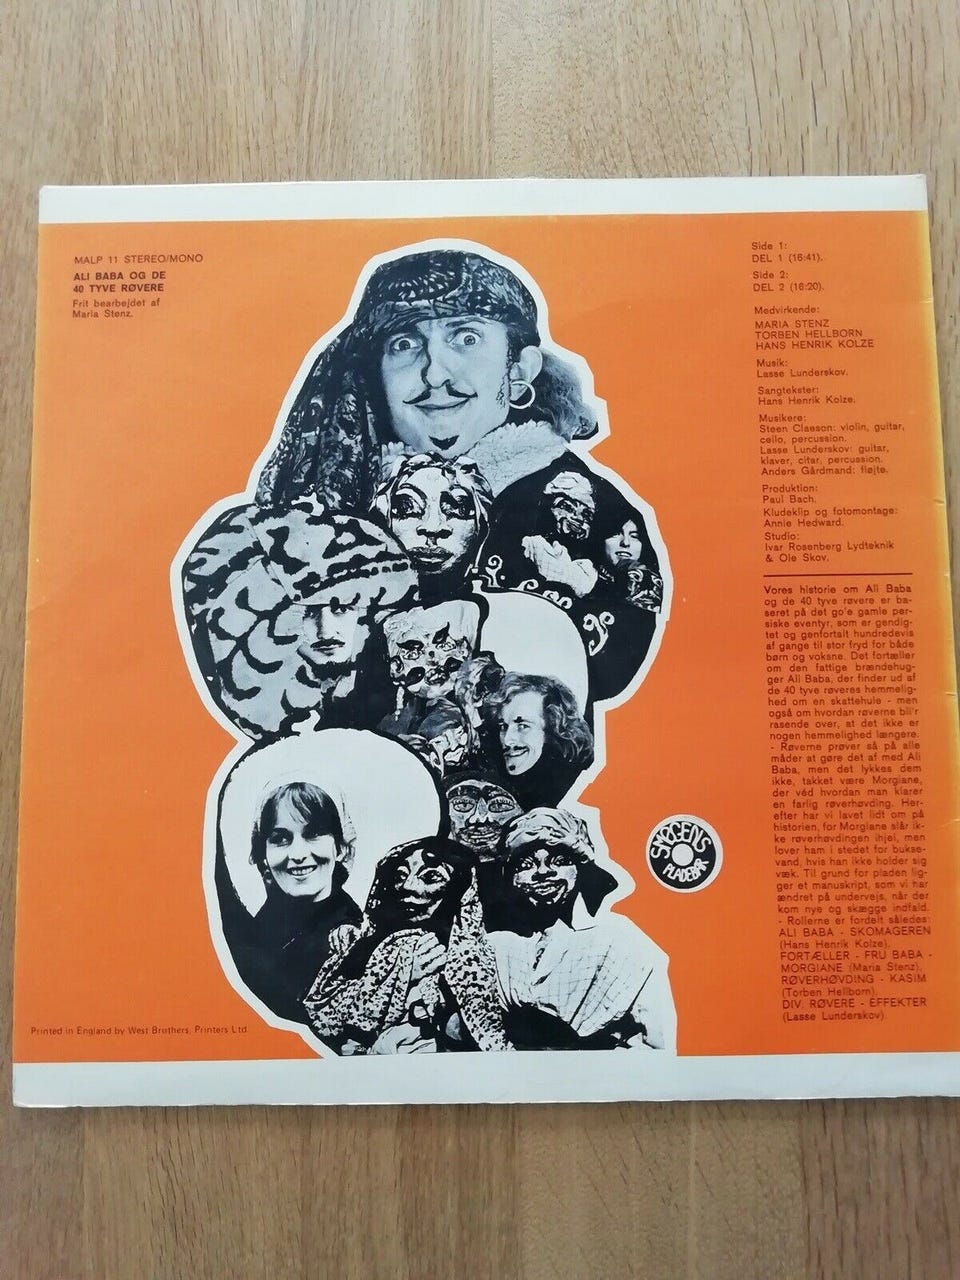 MALP 11 STEREO/MONO
ALI BABA OG DE
40 TYVE RØVERE
Frit bearbejdet af
Maria Stenz.
Side 1:
DEL 1 (16:41).
Side 2:
DEL 2 (16:20).
Medvirkende:
MARIA STENZ
TORBEN HELLBORN
HANS HENRIK KOLZE
Musik:
Lasse Lunderskov.
Sangtekster:
Hans Henrik Kolze.
Musikere:
Steen Claeson: violin, guitar,
cello, percussion.
Lasse Lunderskov: guitar,
klaver, citar, percussion.
Anders Gårdmand: fløjte.
Produktion:
Paul Bach.
Kludeklip og fotomontage:
Annie Hedward.
Studio:
Ivar Rosenberg Lydteknik
& Ole Skov.
Vores historie om Ali Baba
og de 40 tyve røvere er ba-
seret på det go'e gamle per-
siske eventyr, som er gendig-
tet og genfortalt hundredevis
af gange til stor fryd for både
børn og voksne. Det fortæller
om den fattige brændehug-
ger Ali Baba, der finder ud af
de 40 tyve røveres hemmelig-
hed om en skattehule - men
også om hvordan røverne bli'r
rasende over, at det ikke er
nogen hemmelighed længere.
- Røverne prøver så på alle
måder at gøre det af med Ali
Baba, men det lykkes dem
ikke, takket være Morgiane,
der véd hvordan man klarer
en farlig røverhøvding. Her-
efter har vi lavet lidt om på
historien, for Morgiane slår ik-
ke røverhøvdingen ihjel, men
lover ham i stedet for bukse-
vand, hvis han ikke holder sig
væk. Til grund for pladen lig-
ger et manuskript, som vi har
ændret på undervejs, når der
kom nye og skægge indfald.
- Rollerne er fordelt således:
ALI BABA - SKOMAGEREN
(Hans Henrik Kolze).
FORTÆLLER - FRU BABA -
MORGIANE (Maria Stenz).
RØVERHØVDING - KASIM
(Torben Hellborn).
DIV. RØVERE - EFFEKTER
(Lasse Lunderskov).
SMØCENS
PLADEBAR
Printed in England by West Brothers, Printers Ltd.